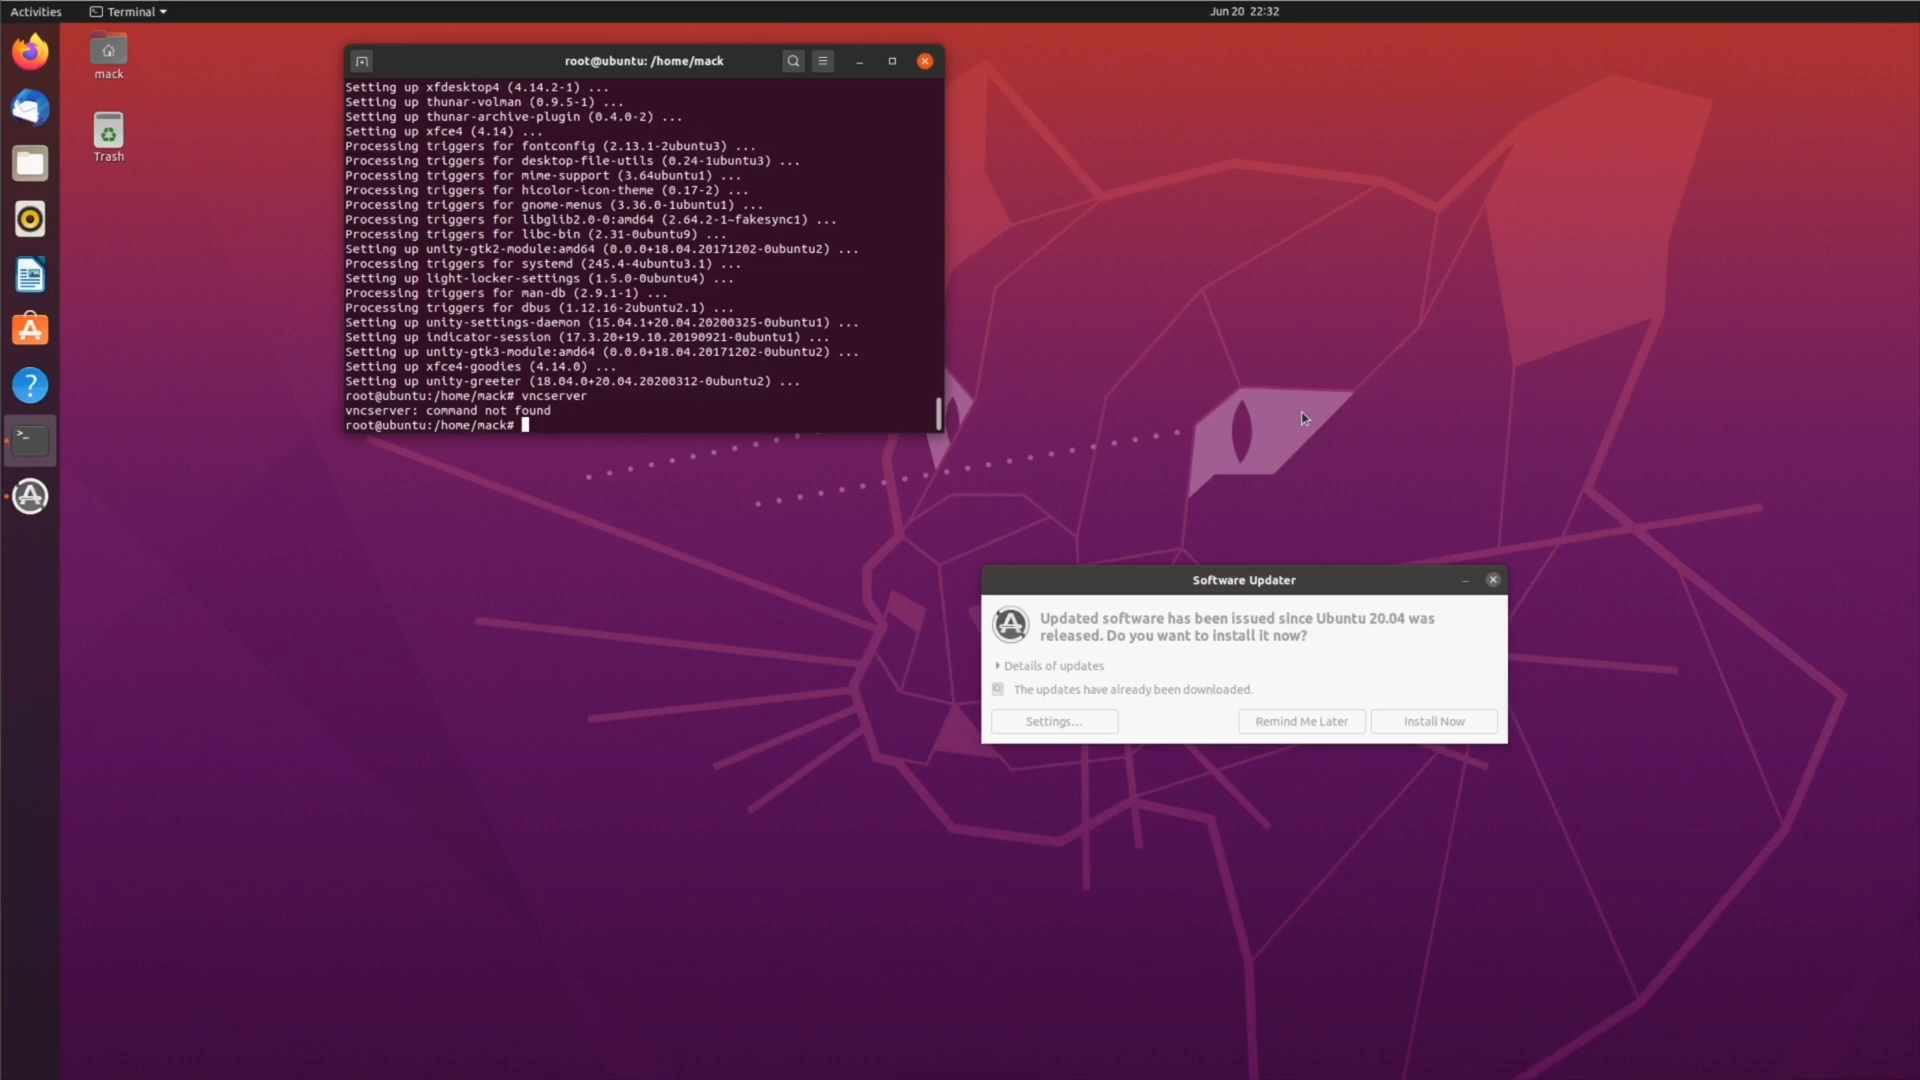 Activities
Terminal
Jun 20 22:32
mack
Trash
root@ubuntu: /home/mack
Setting up xfdesktop4 (4.14.2-1) ...
Setting up thunar-volman (0.9.5-1) ...
Setting up thunar-archive-plugin (0.4.0-2) ...
Setting up xfce4 (4.14) ...
Processing triggers for fontconfig (2.13.1-2ubuntu3) ...
Processing triggers for desktop-file-utils (0.24-1ubuntu3) ...
Processing triggers for mime-support (3.64ubuntu1) ...
Processing triggers for hicolor-icon-theme (0.17-2) ...
Processing triggers for gnome-menus (3.36.0-1ubuntu1) ...
Processing triggers for libglib2.0-0:amd64 (2.64.2-1~fakesync1) ...
Processing triggers for libc-bin (2.31-0ubuntu9) ...
Setting up unity-gtk2-module:amd64 (0.0.0+18.04.20171202-0ubuntu2) ...
Processing triggers for systemd (245.4-4ubuntu3.1) ...
Setting up light-locker-settings (1.5.0-0ubuntu4) ...
Processing triggers for man-db (2.9.1-1) ...
Processing triggers for dbus (1.12.16-2ubuntu2.1) ...
Setting up unity-settings-daemon (15.04.1+20.04.20200325-0ubuntu1) ...
Setting up indicator-session (17.3.20+19.10.20190921-0ubuntu1) ...
Setting up unity-gtk3-module:amd64 (0.0.0+18.04.20171202-0ubuntu2) ...
Setting up xfce4-goodies (4.14.0) ...
Setting up unity-greeter (18.04.0+20.04.20200312-0ubuntu2) ...
root@ubuntu:/home/mack# vncserver
vncserver: command not found
root@ubuntu:/home/mack#
Software Updater
Updated software has been issued since Ubuntu 20.04 was
released. Do you want to install it now?
Details of updates
The updates have already been downloaded.
Settings...
Remind Me Later
Install Now